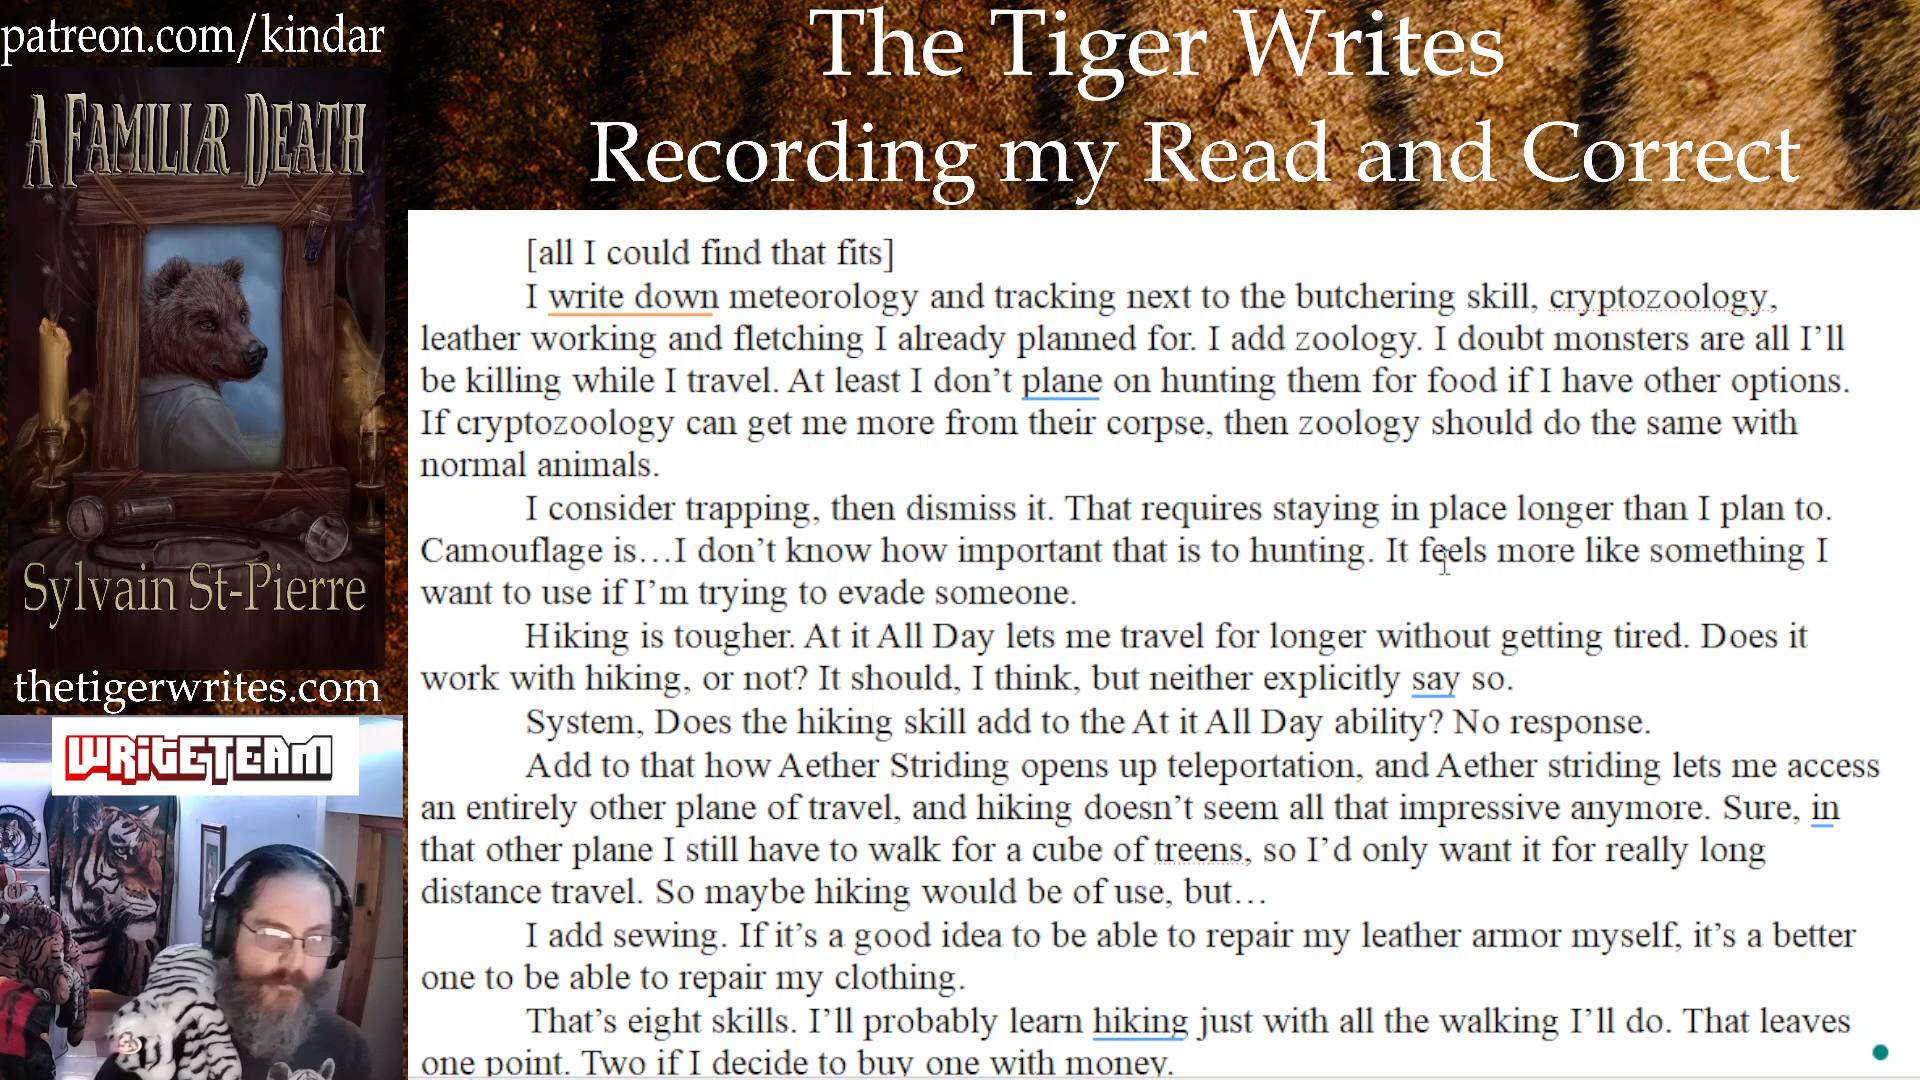 patreon.com/kindar
A FAMILIAR DEATH
Sylvain St-Pierre
thetigerwrites.com
WRITETEAM
The Tiger Writes
Recording my Read and Correct
[all I could find that fits]
I write down meteorology and tracking next to the butchering skill, cryptozoology,
leather working and fletching I already planned for. I add zoology. I doubt monsters are all I’ll
be killing while I travel. At least I don’t plane on hunting them for food if I have other options.
If cryptozoology can get me more from their corpse, then zoology should do the same with
normal animals.
I consider trapping, then dismiss it. That requires staying in place longer than I plan to.
Camouflage is…I don’t know how important that is to hunting. It feels more like something I
want to use if I’m trying to evade someone.
Hiking is tougher. At it All Day lets me travel for longer without getting tired. Does it
work with hiking, or not? It should, I think, but neither explicitly say so.
System, Does the hiking skill add to the At it All Day ability? No response.
Add to that how Aether Striding opens up teleportation, and Aether striding lets me access
an entirely other plane of travel, and hiking doesn’t seem all that impressive anymore. Sure, in
that other plane I still have to walk for a cube of treens, so I’d only want it for really long
distance travel. So maybe hiking would be of use, but…
I add sewing. If it’s a good idea to be able to repair my leather armor myself, it’s a better
one to be able to repair my clothing.
That’s eight skills. I’ll probably learn hiking just with all the walking I’ll do. That leaves
one point. Two if I decide to buy one with money.